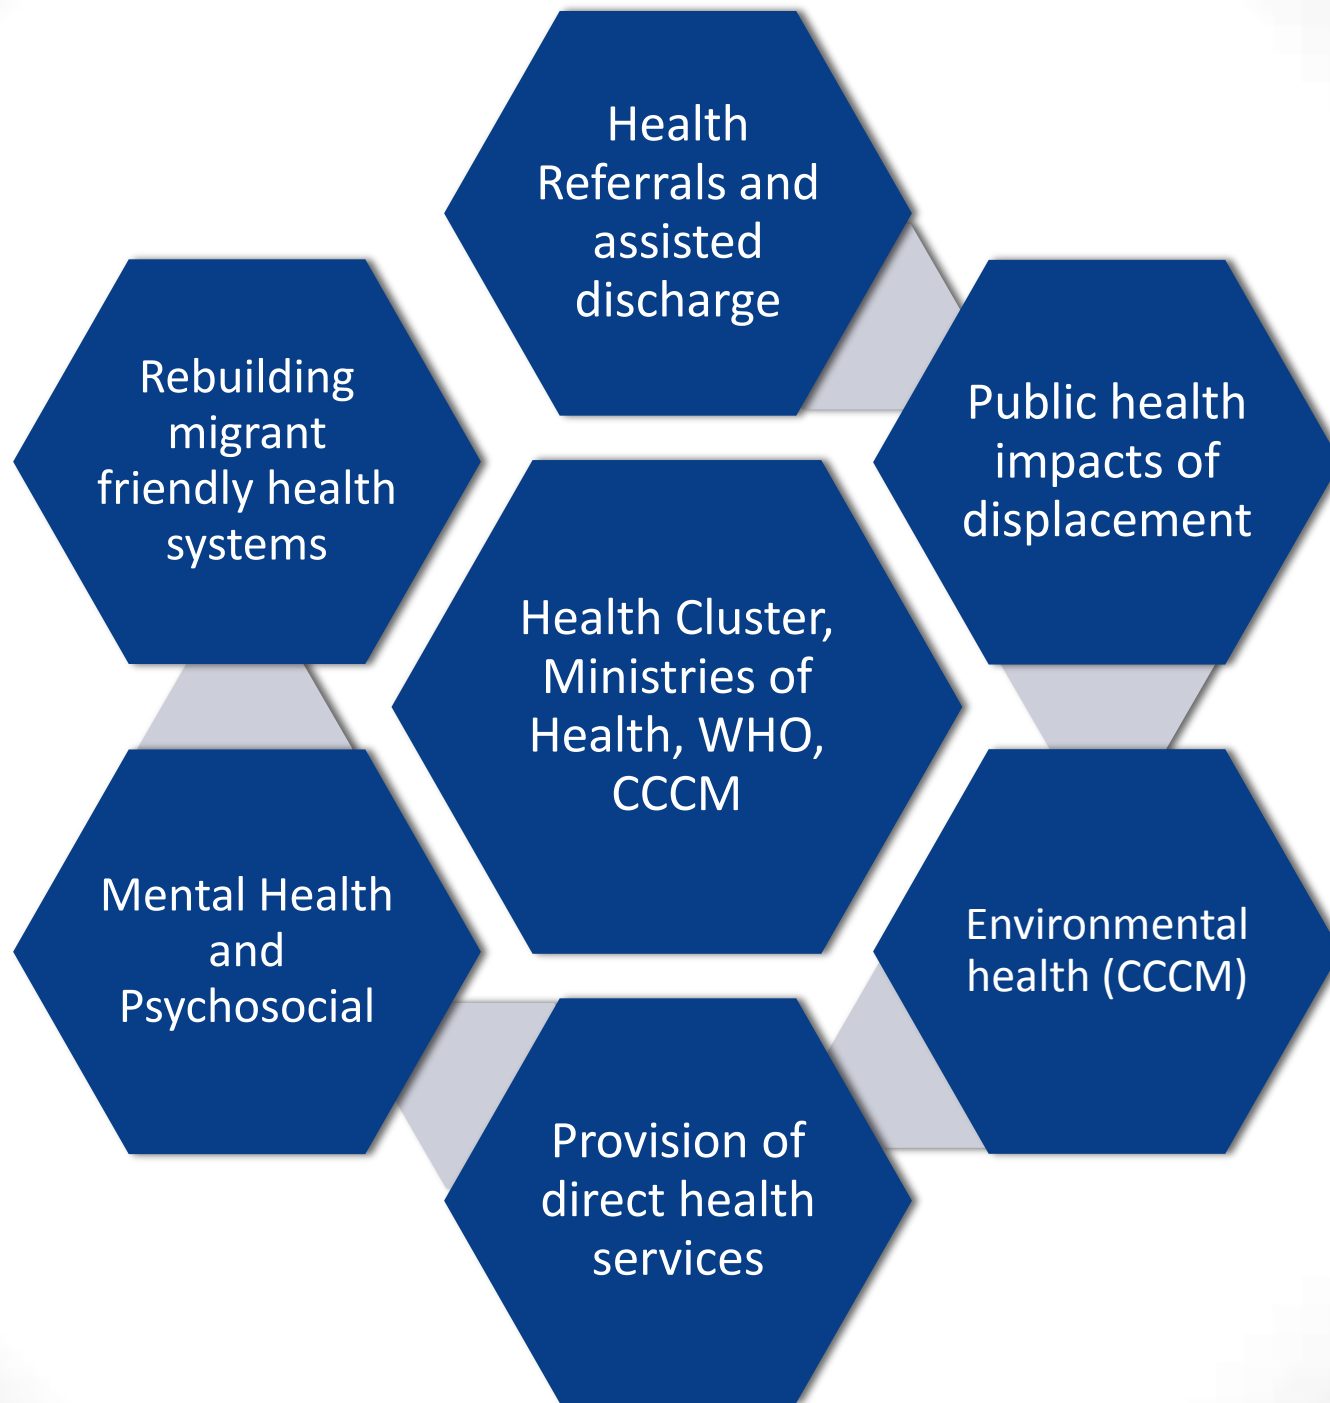 Health
Referrals and
assisted
discharge
Public health
impacts of
displacement
Environmental
health (CCCM)
Provision of
direct health
services
Mental Health
and
Psychosocial
Rebuilding
migrant
friendly health
systems
Health Cluster,
Ministries of
Health, WHO,
CCCM